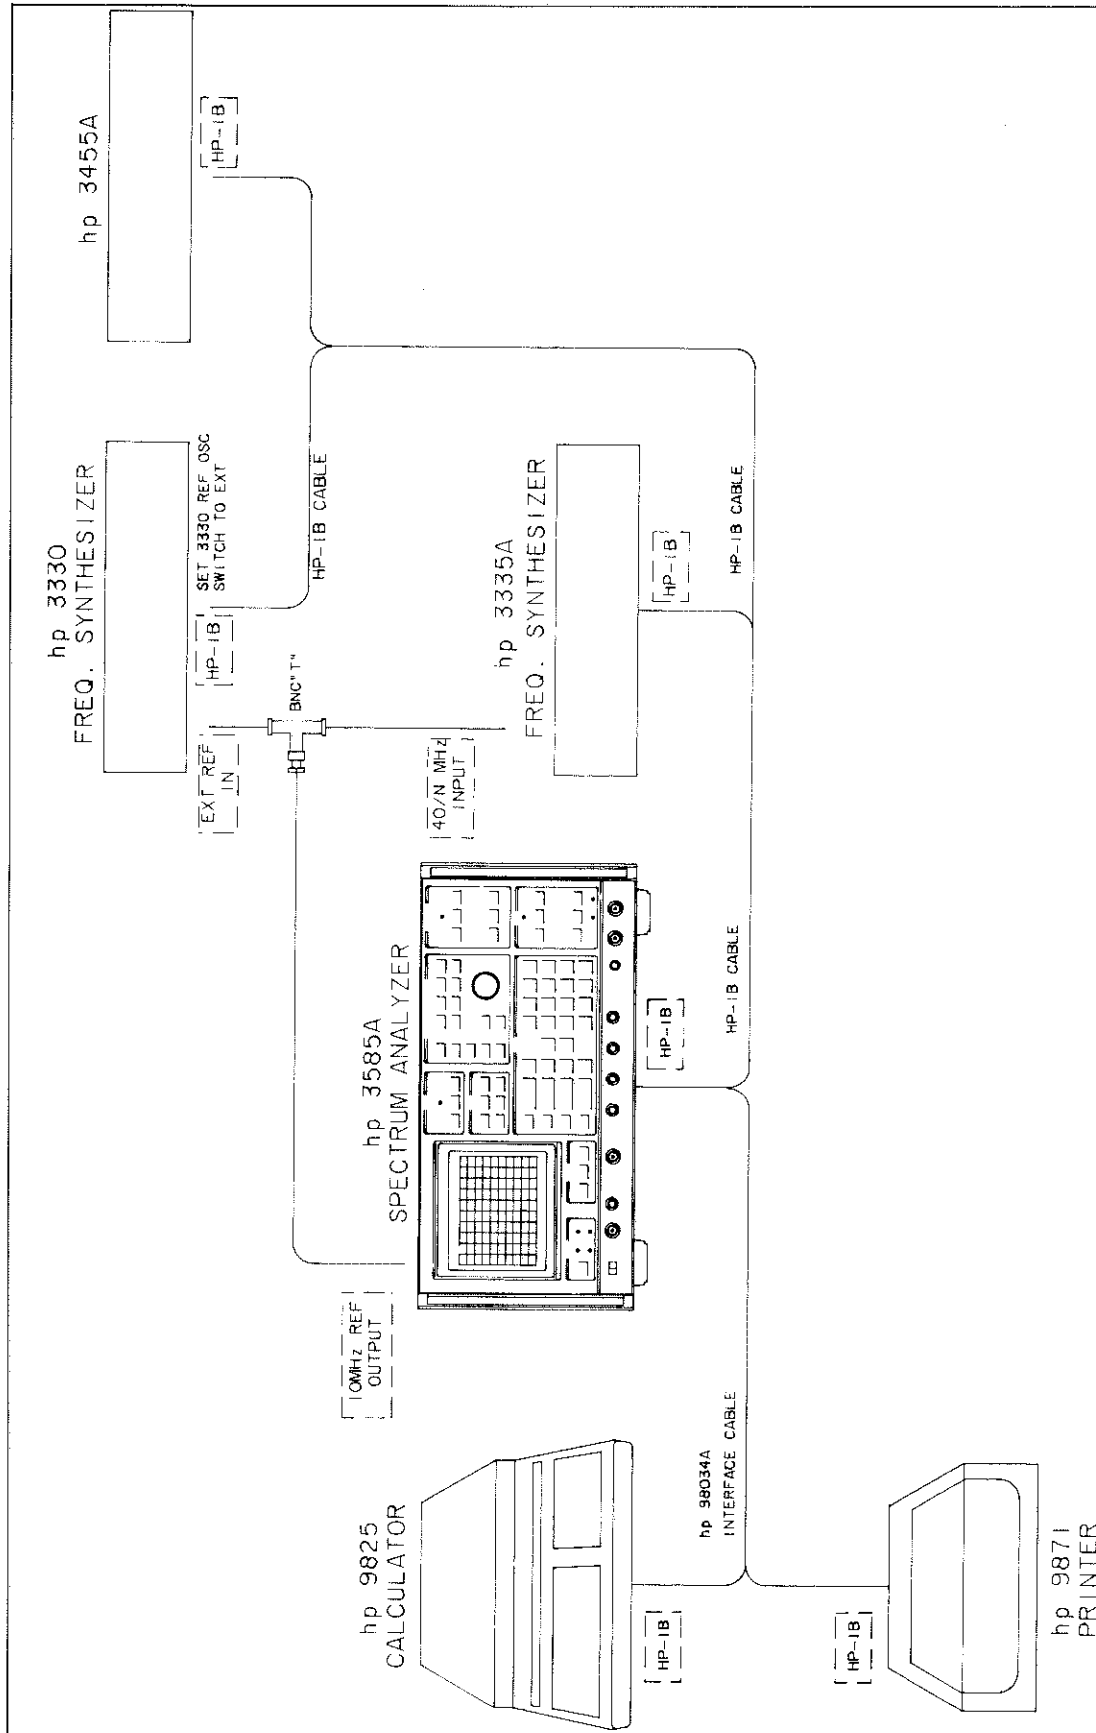 hp 3455A
HP-IB
hp 3330
FREQ. SYNTHESIZER
SET 3330 REF OSC
SWITCH TO EXT
HP-IB
HP-IB CABLE
EXT REF
IN
BNC"T"
40/N MHz
INPUT
hp 3335A
FREQ. SYNTHESIZER
HP-IB
HP-IB CABLE
hp 3585A
SPECTRUM ANALYZER
10MHz REF
OUTPUT
HP-IB
HP-IB CABLE
hp 9825
CALCULATOR
HP-IB
hp 98034A
INTERFACE CABLE
HP-IB
hp 9871
PRINTER